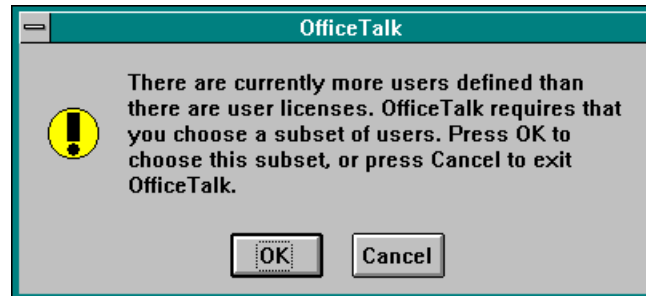 OfficeTalk
There are currently more users defined than
there are user licenses. OfficeTalk requires that
you choose a subset of users. Press OK to
choose this subset, or press Cancel to exit
OfficeTalk.
OK Cancel